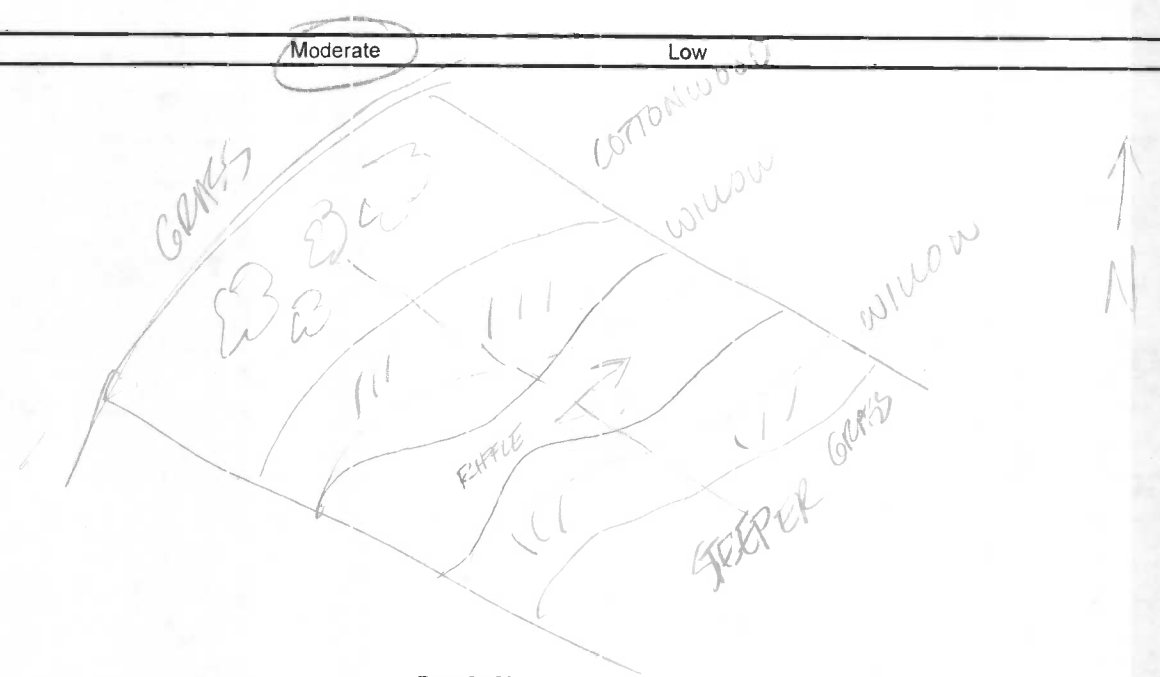 Moderate Low
COTTONWOOD
GRASS
WILLOW
WILLOW
N
RIFFLE
GRASS
STEEPER